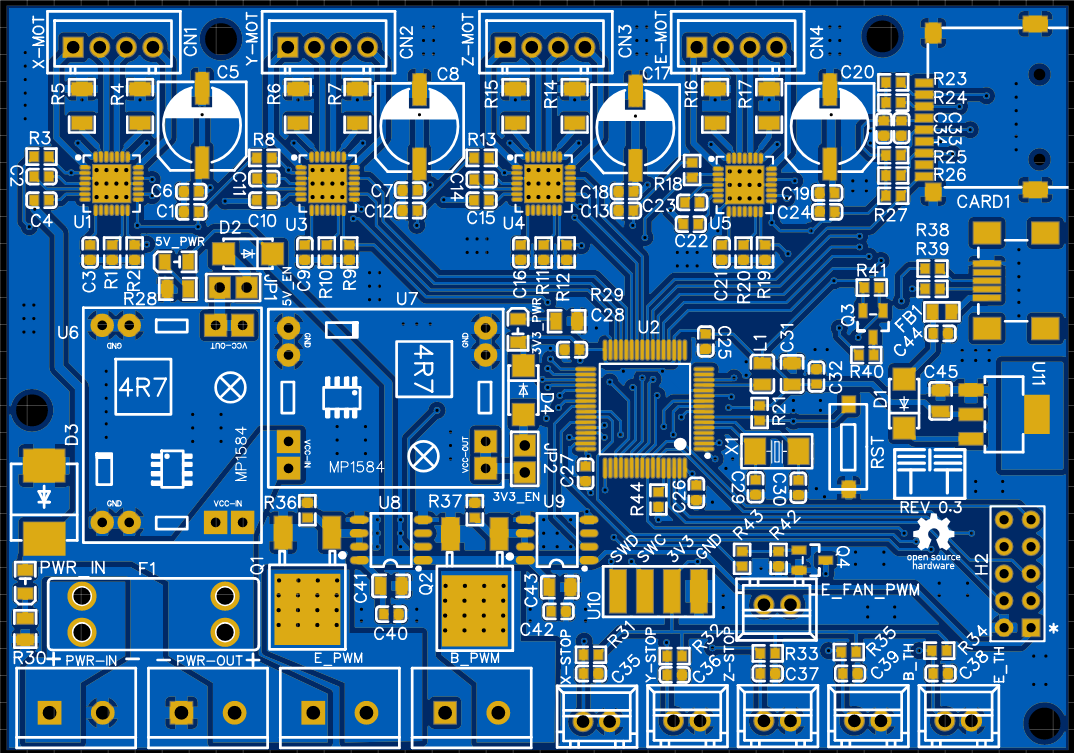 X-MOT
CN1
Y-MOT
CN2
Z-MOT
CN3
E-MOT
CN4
R5
R4
C5
R6
R7
C8
R15
R14
C17
R16
R17
C20
R23
R24
C34
C33
R25
R26
R27
CARD1
R3
C2
C4
U1
C6
C1
R8
C11
C10
U3
C7
C12
R13
C14
C15
U4
C18
C13
R18
C23
C22
U5
C19
C24
C3
R1
R2
5V_PWR
D2
R28
JP1
5V_EN
C9
R10
R9
C16
R11
R12
C21
R20
R19
R38
R39
R41
Q3
FB1
C44
R40
U6
GND
VCC-OUT
4R7
MP1584
GND
VCC-IN
U7
GND
4R7
GND
VCC-IN
VCC-OUT
MP1584
R29
C28
3V3_PWR
D4
JP2
3V3_EN
U2
C25
L1
C31
C32
R21
X1
C29
C30
C27
C26
R44
D1
C45
U11
RST
REV 0.3
open source
hardware
D3
PWR IN
F1
R30
+ PWR-IN -
- PWR-OUT +
R36
Q1
U8
C41
C40
E_PWM
R37
Q2
U9
C43
C42
B_PWM
U10
SWD
SWC
3V3
GND
R43
R42
Q4
E_FAN_PWM
H2
*
X-STOP
R31
C35
Y-STOP
R32
C36
Z-STOP
R33
C37
R35
C39
B_TH
R34
C38
E_TH